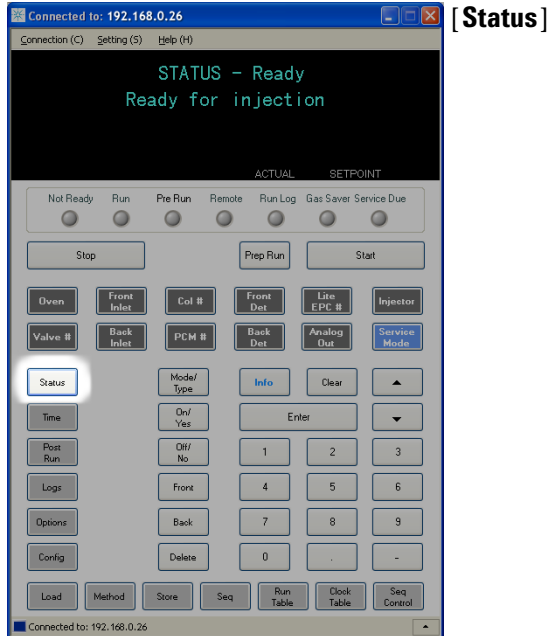 Connected to: 192.168.0.26
[Status]
Connection (C) Setting (S) Help (H)
STATUS - Ready
Ready for injection
ACTUAL SETPOINT
Not Ready Run Pre Run Remote Run Log Gas Saver Service Due
Stop Prep Run Start
Oven Front Inlet Col # Front Det Lite EPC # Injector
Valve # Back Inlet PCM # Back Det Analog Out Service Mode
Status Mode/Type Info Clear
Time On/Yes Enter
Post Run Off/No 1 2 3
Logs Front 4 5 6
Options Back 7 8 9
Config Delete 0 . -
Load Method Store Seq Run Table Clock Table Seq Control
Connected to: 192.168.0.26